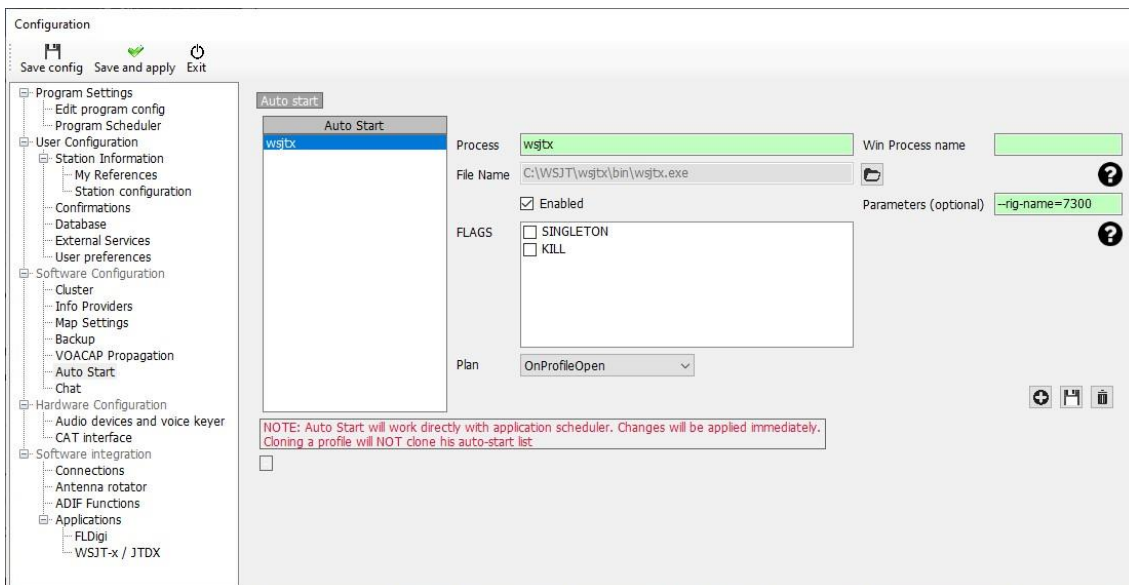 Configuration
Save config Save and apply Exit
Program Settings
Edit program config
Program Scheduler
User Configuration
Station Information
My References
Station configuration
Confirmations
Database
External Services
User preferences
Software Configuration
Cluster
Info Providers
Map Settings
Backup
VOACAP Propagation
Auto Start
Chat
Hardware Configuration
Audio devices and voice keyer
CAT interface
Software integration
Connections
Antenna rotator
ADIF Functions
Applications
FLDigi
WSJT-x / JTDX
Auto start
Auto Start
wsjtx
Process wsjtx Win Process name
File Name C:\WSJT\wsjtx\bin\wsjtx.exe
Enabled Parameters (optional) --rig-name=7300
FLAGS SINGLETON
KILL
Plan OnProfileOpen
NOTE: Auto Start will work directly with application scheduler. Changes will be applied immediately.
Cloning a profile will NOT clone his auto-start list